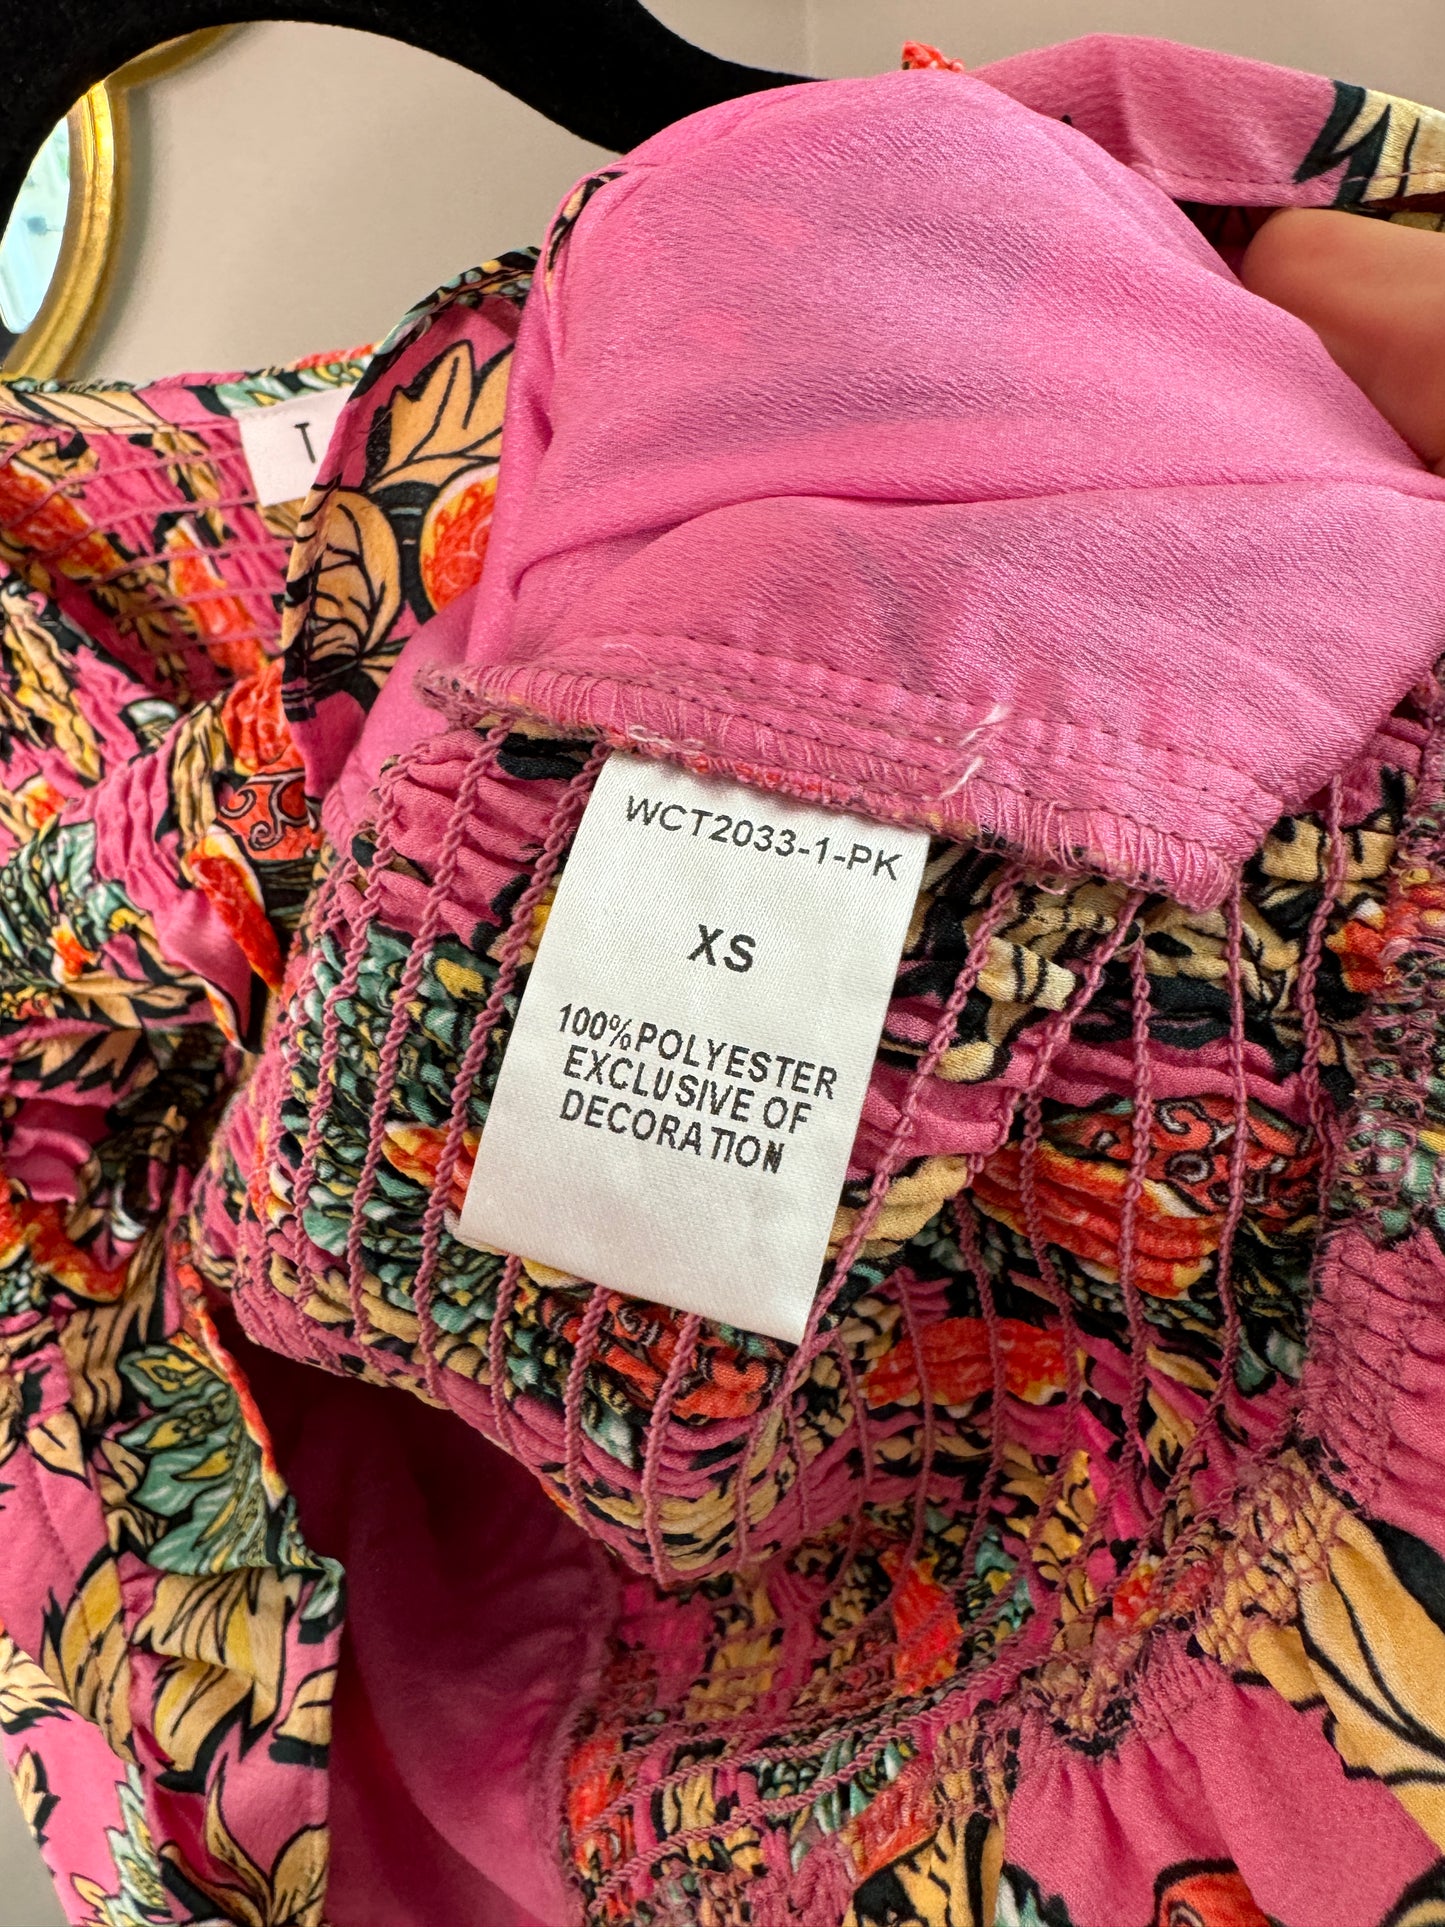 T
WCT2033-1-PK
XS
100%POLYESTER
EXCLUSIVE OF
DECORATION